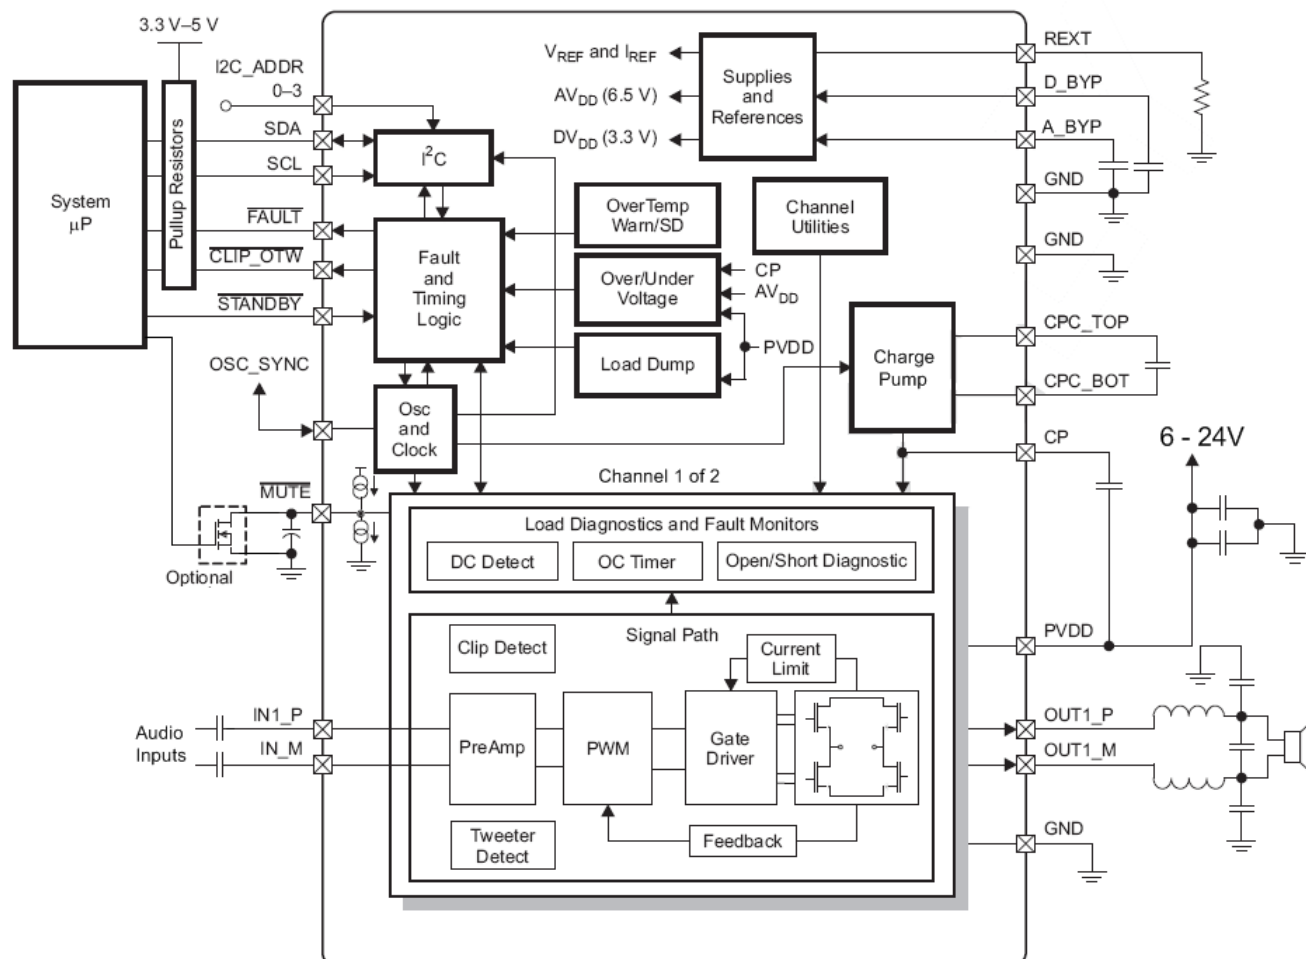 3.3 V–5 V
I2C_ADDR
0–3
SDA
SCL
FAULT
CLIP_OTW
STANDBY
OSC_SYNC
MUTE
Optional
System
μP
Pullup Resistors
I²C
Fault
and
Timing
Logic
Osc
and
Clock
V_REF and I_REF
AV_DD (6.5 V)
DV_DD (3.3 V)
Supplies
and
References
OverTemp
Warn/SD
Over/Under
Voltage
Load Dump
CP
AV_DD
PVDD
Channel
Utilities
Charge
Pump
REXT
D_BYP
A_BYP
GND
GND
CPC_TOP
CPC_BOT
CP
6 - 24V
Channel 1 of 2
Load Diagnostics and Fault Monitors
DC Detect
OC Timer
Open/Short Diagnostic
Signal Path
Clip Detect
Current
Limit
PVDD
Audio
Inputs
IN1_P
IN_M
PreAmp
PWM
Gate
Driver
OUT1_P
OUT1_M
Tweeter
Detect
Feedback
GND